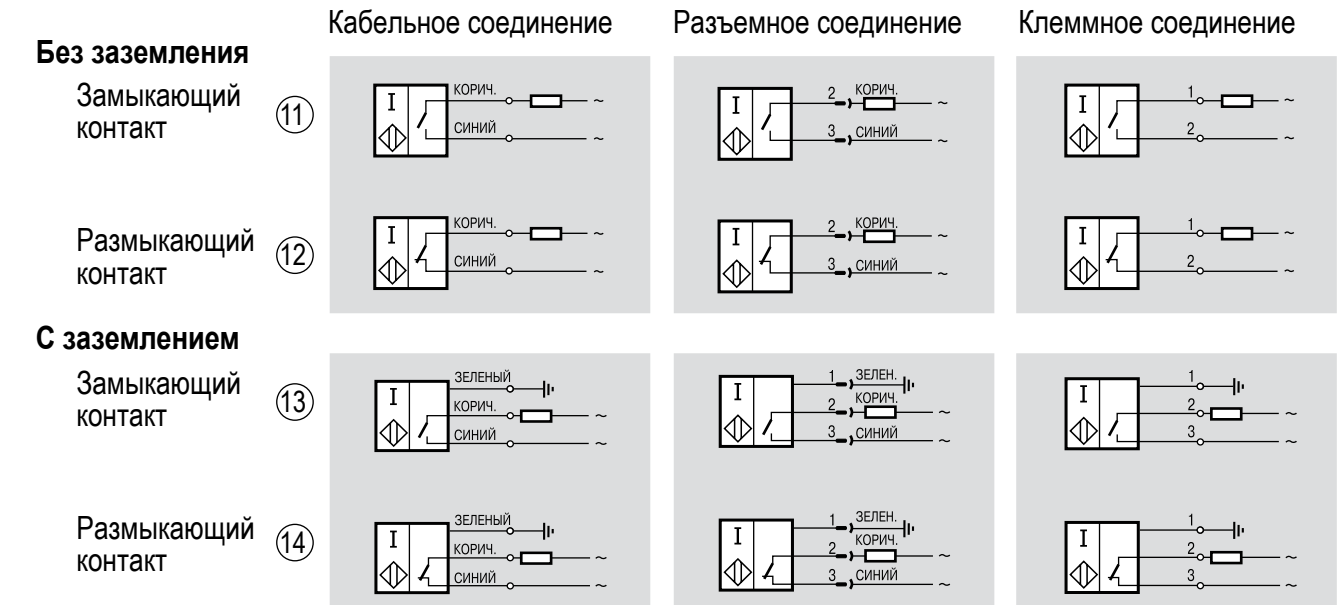 Кабельное соединение Разъемное соединение Клеммное соединение
Без заземления
Замыкающий
контакт
11
I КОРИЧ. ~
СИНИЙ ~
I 2 КОРИЧ. ~
3 СИНИЙ ~
I 1 ~
2 ~
Размыкающий
контакт
12
I КОРИЧ. ~
СИНИЙ ~
I 2 КОРИЧ. ~
3 СИНИЙ ~
I 1 ~
2 ~
С заземлением
Замыкающий
контакт
13
ЗЕЛЕНЫЙ
I КОРИЧ. ~
СИНИЙ ~
1 ЗЕЛЕН.
I 2 КОРИЧ. ~
3 СИНИЙ ~
1
I 2 ~
3 ~
Размыкающий
контакт
14
ЗЕЛЕНЫЙ
I КОРИЧ. ~
СИНИЙ ~
1 ЗЕЛЕН.
I 2 КОРИЧ. ~
3 СИНИЙ ~
1
I 2 ~
3 ~